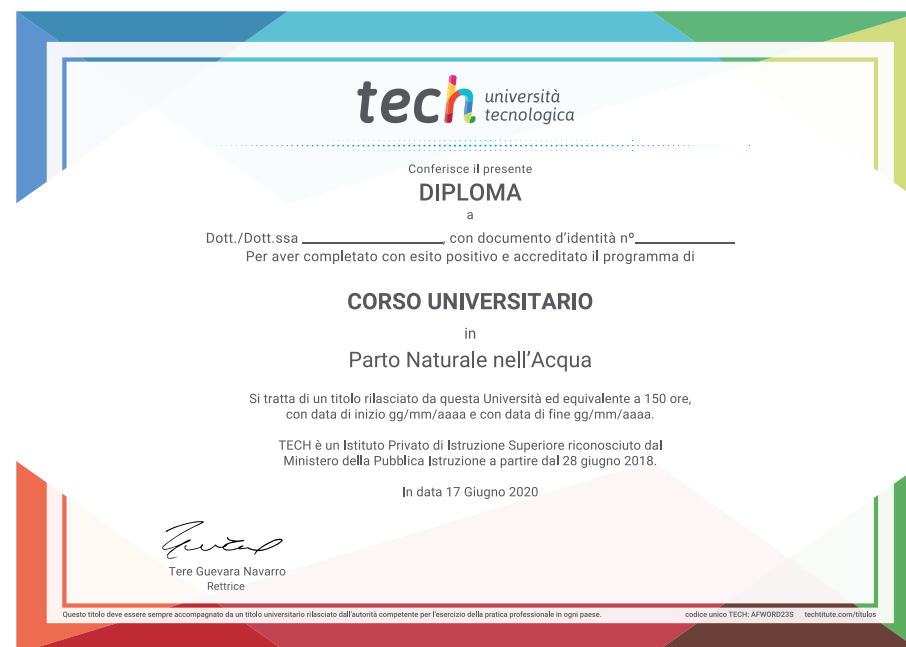 tech università
tecnologica
Conferisce il presente
DIPLOMA
a
Dott./Dott.ssa ____________________, con documento d'identità nº______________
Per aver completato con esito positivo e accreditato il programma di
CORSO UNIVERSITARIO
in
Parto Naturale nell'Acqua
Si tratta di un titolo rilasciato da questa Università ed equivalente a 150 ore,
con data di inizio gg/mm/aaaa e con data di fine gg/mm/aaaa.
TECH è un Istituto Privato di Istruzione Superiore riconosciuto dal
Ministero della Pubblica Istruzione a partire dal 28 giugno 2018.
In data 17 Giugno 2020
Tere Guevara Navarro
Rettrice
Questo titolo deve essere sempre accompagnato da un titolo universitario rilasciato dall'autorità competente per l'esercizio della pratica professionale in ogni paese. codice unico TECH: AFWORD23S techtitute.com/titulos